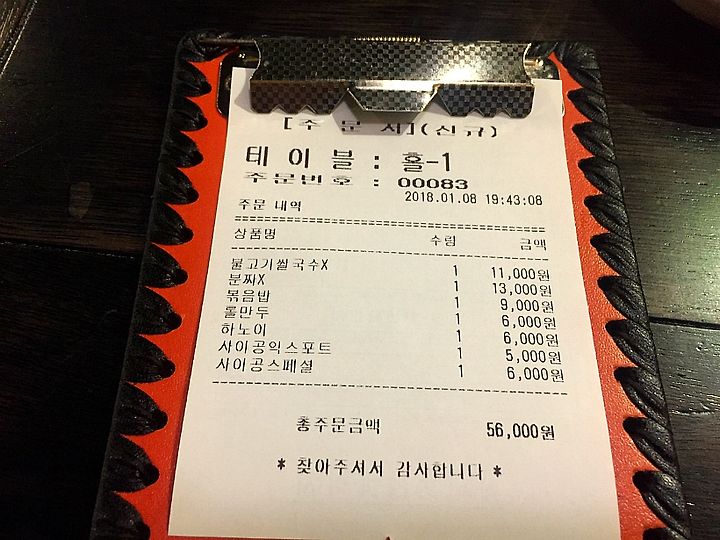 [주 문 서](신규)
테 이 블 : 홀-1
주문번호 : 00083
2018.01.08 19:43:08
주문 내역
상품명 수량 금액
불고기쌀국수X 1 11,000원
분짜X 1 13,000원
볶음밥 1 9,000원
롤만두 1 6,000원
하노이 1 6,000원
사이공익스포트 1 5,000원
사이공스페셜 1 6,000원
총주문금액 56,000원
* 찾아주셔서 감사합니다 *